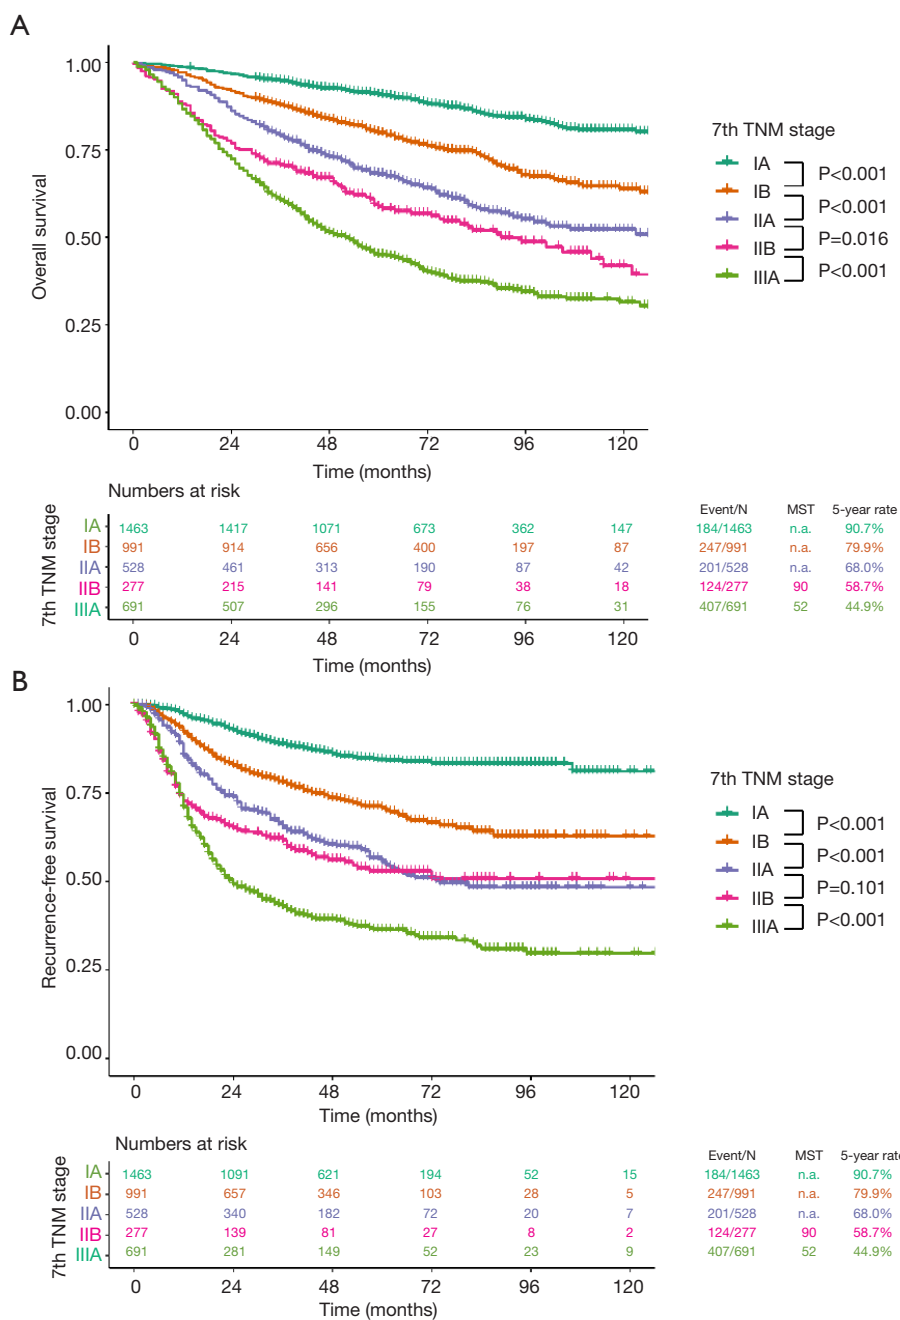 A
1.00
0.75
0.50
0.25
0.00
Overall survival
0 24 48 72 96 120
Time (months)
7th TNM stage
IA
IB
IIA
IIB
IIIA
P<0.001
P<0.001
P=0.016
P<0.001
Numbers at risk
7th TNM stage
Event/N MST 5-year rate
IA 1463 1417 1071 673 362 147 184/1463 n.a. 90.7%
IB 991 914 656 400 197 87 247/991 n.a. 79.9%
IIA 528 461 313 190 87 42 201/528 n.a. 68.0%
IIB 277 215 141 79 38 18 124/277 90 58.7%
IIIA 691 507 296 155 76 31 407/691 52 44.9%
0 24 48 72 96 120
Time (months)
B
1.00
0.75
0.50
0.25
0.00
Recurrence-free survival
0 24 48 72 96 120
Time (months)
7th TNM stage
IA
IB
IIA
IIB
IIIA
P<0.001
P<0.001
P=0.101
P<0.001
Numbers at risk
7th TNM stage
Event/N MST 5-year rate
IA 1463 1091 621 194 52 15 184/1463 n.a. 90.7%
IB 991 657 346 103 28 5 247/991 n.a. 79.9%
IIA 528 340 182 72 20 7 201/528 n.a. 68.0%
IIB 277 139 81 27 8 2 124/277 90 58.7%
IIIA 691 281 149 52 23 9 407/691 52 44.9%
0 24 48 72 96 120
Time (months)